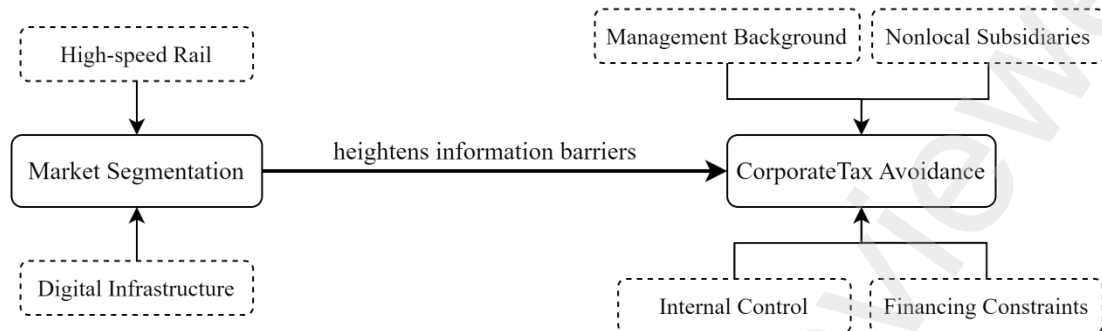 High-speed Rail
Management Background
Nonlocal Subsidiaries
Market Segmentation
heightens information barriers
CorporateTax Avoidance
Digital Infrastructure
Internal Control
Financing Constraints